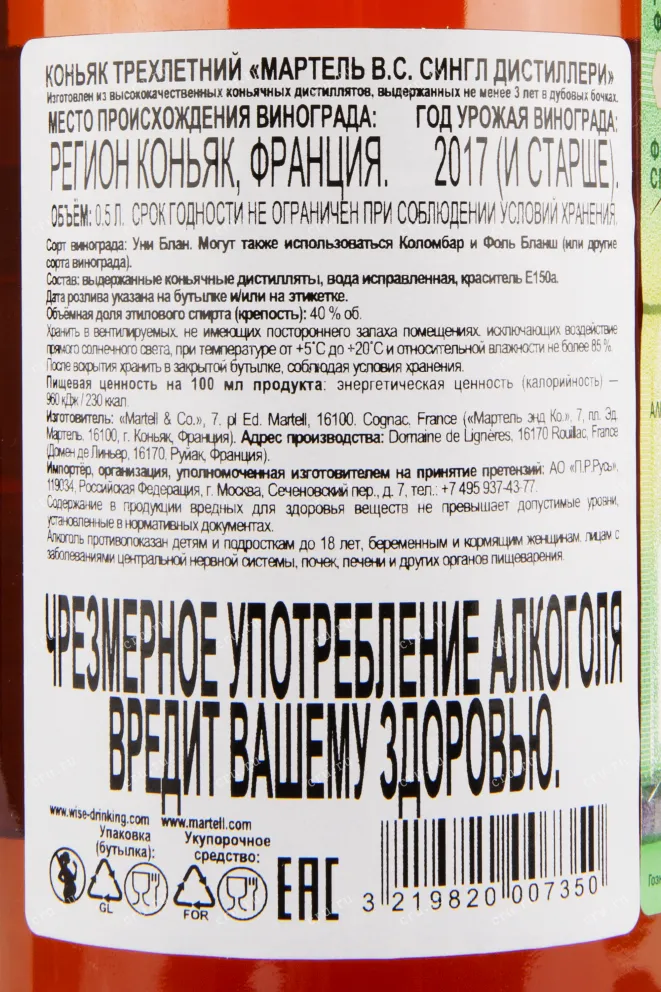 КОНЬЯК ТРЕХЛЕТНИЙ «МАРТЕЛЬ В.С. СИНГЛ ДИСТИЛЛЕРИ»
Изготовлен из высококачественных коньячных дистиллятов, выдержанных не менее 3 лет в дубовых бочках.
МЕСТО ПРОИСХОЖДЕНИЯ ВИНОГРАДА: ГОД УРОЖАЯ ВИНОГРАДА:
РЕГИОН КОНЬЯК, ФРАНЦИЯ. 2017 (И СТАРШЕ).
ОБЪЁМ: 0.5 Л. СРОК ГОДНОСТИ НЕ ОГРАНИЧЕН ПРИ СОБЛЮДЕНИИ УСЛОВИЙ ХРАНЕНИЯ.
Сорт винограда: Уни Блан. Могут также использоваться Коломбар и Фоль Бланш (или другие
сорта винограда).
Состав: выдержанные коньячные дистилляты, вода исправленная, краситель Е150а.
Дата розлива указана на бутылке и/или на этикетке.
Объёмная доля этилового спирта (крепость): 40 % об.
Хранить в вентилируемых, не имеющих постороннего запаха помещениях, исключающих воздействие
прямого солнечного света, при температуре от +5°С до +20°С и относительной влажности не более 85 %.
После вскрытия хранить в закрытой бутылке, соблюдая условия хранения.
Пищевая ценность на 100 мл продукта: энергетическая ценность (калорийность) —
960 кДж / 230 ккал.
Изготовитель: «Martell & Co.», 7. pl Ed. Martell, 16100. Cognac, France («Мартель энд Ко.», 7, пл. Эд.
Мартель, 16100, г. Коньяк, Франция). Адрес производства: Domaine de Lignères, 16170 Rouillac, France
(Домен де Линьер, 16170, Руйак, Франция).
Импортёр, организация, уполномоченная изготовителем на принятие претензий: АО «П.Р.Русь»,
119034, Российская Федерация, г. Москва, Сеченовский пер., д. 7, тел.: +7 495 937-43-77.
Содержание в продукции вредных для здоровья веществ не превышает допустимые уровни,
установленные в нормативных документах.
Алкоголь противопоказан детям и подросткам до 18 лет, беременным и кормящим женщинам, лицам с
заболеваниями центральной нервной системы, почек, печени и других органов пищеварения.
ЧРЕЗМЕРНОЕ УПОТРЕБЛЕНИЕ АЛКОГОЛЯ
ВРЕДИТ ВАШЕМУ ЗДОРОВЬЮ.
www.wise-drinking.com www.martell.com
Упаковка
(бутылка):
Укупорочное
средство:
GL
FOR
EAC
3 219820 007350